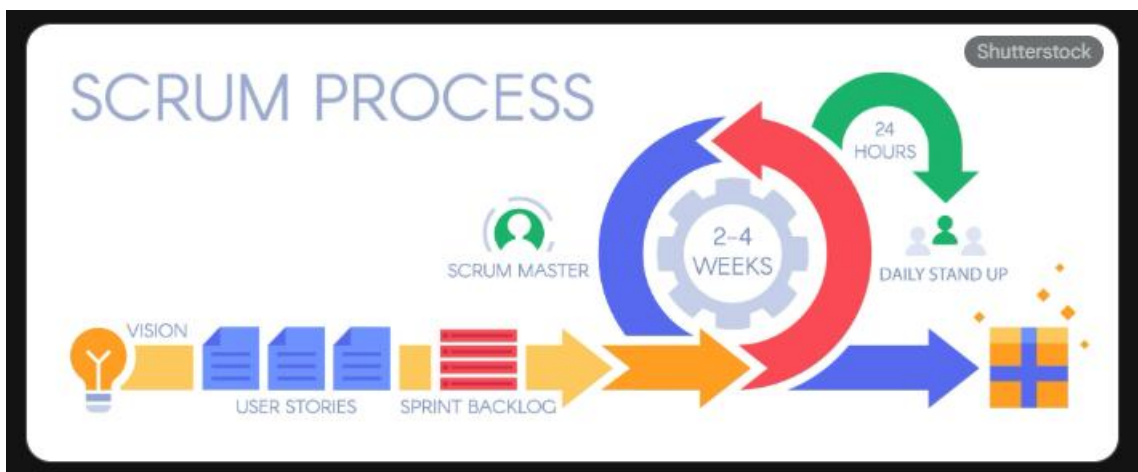 Shutterstock
SCRUM PROCESS
24
HOURS
2-4
WEEKS
SCRUM MASTER
DAILY STAND UP
VISION
USER STORIES
SPRINT BACKLOG